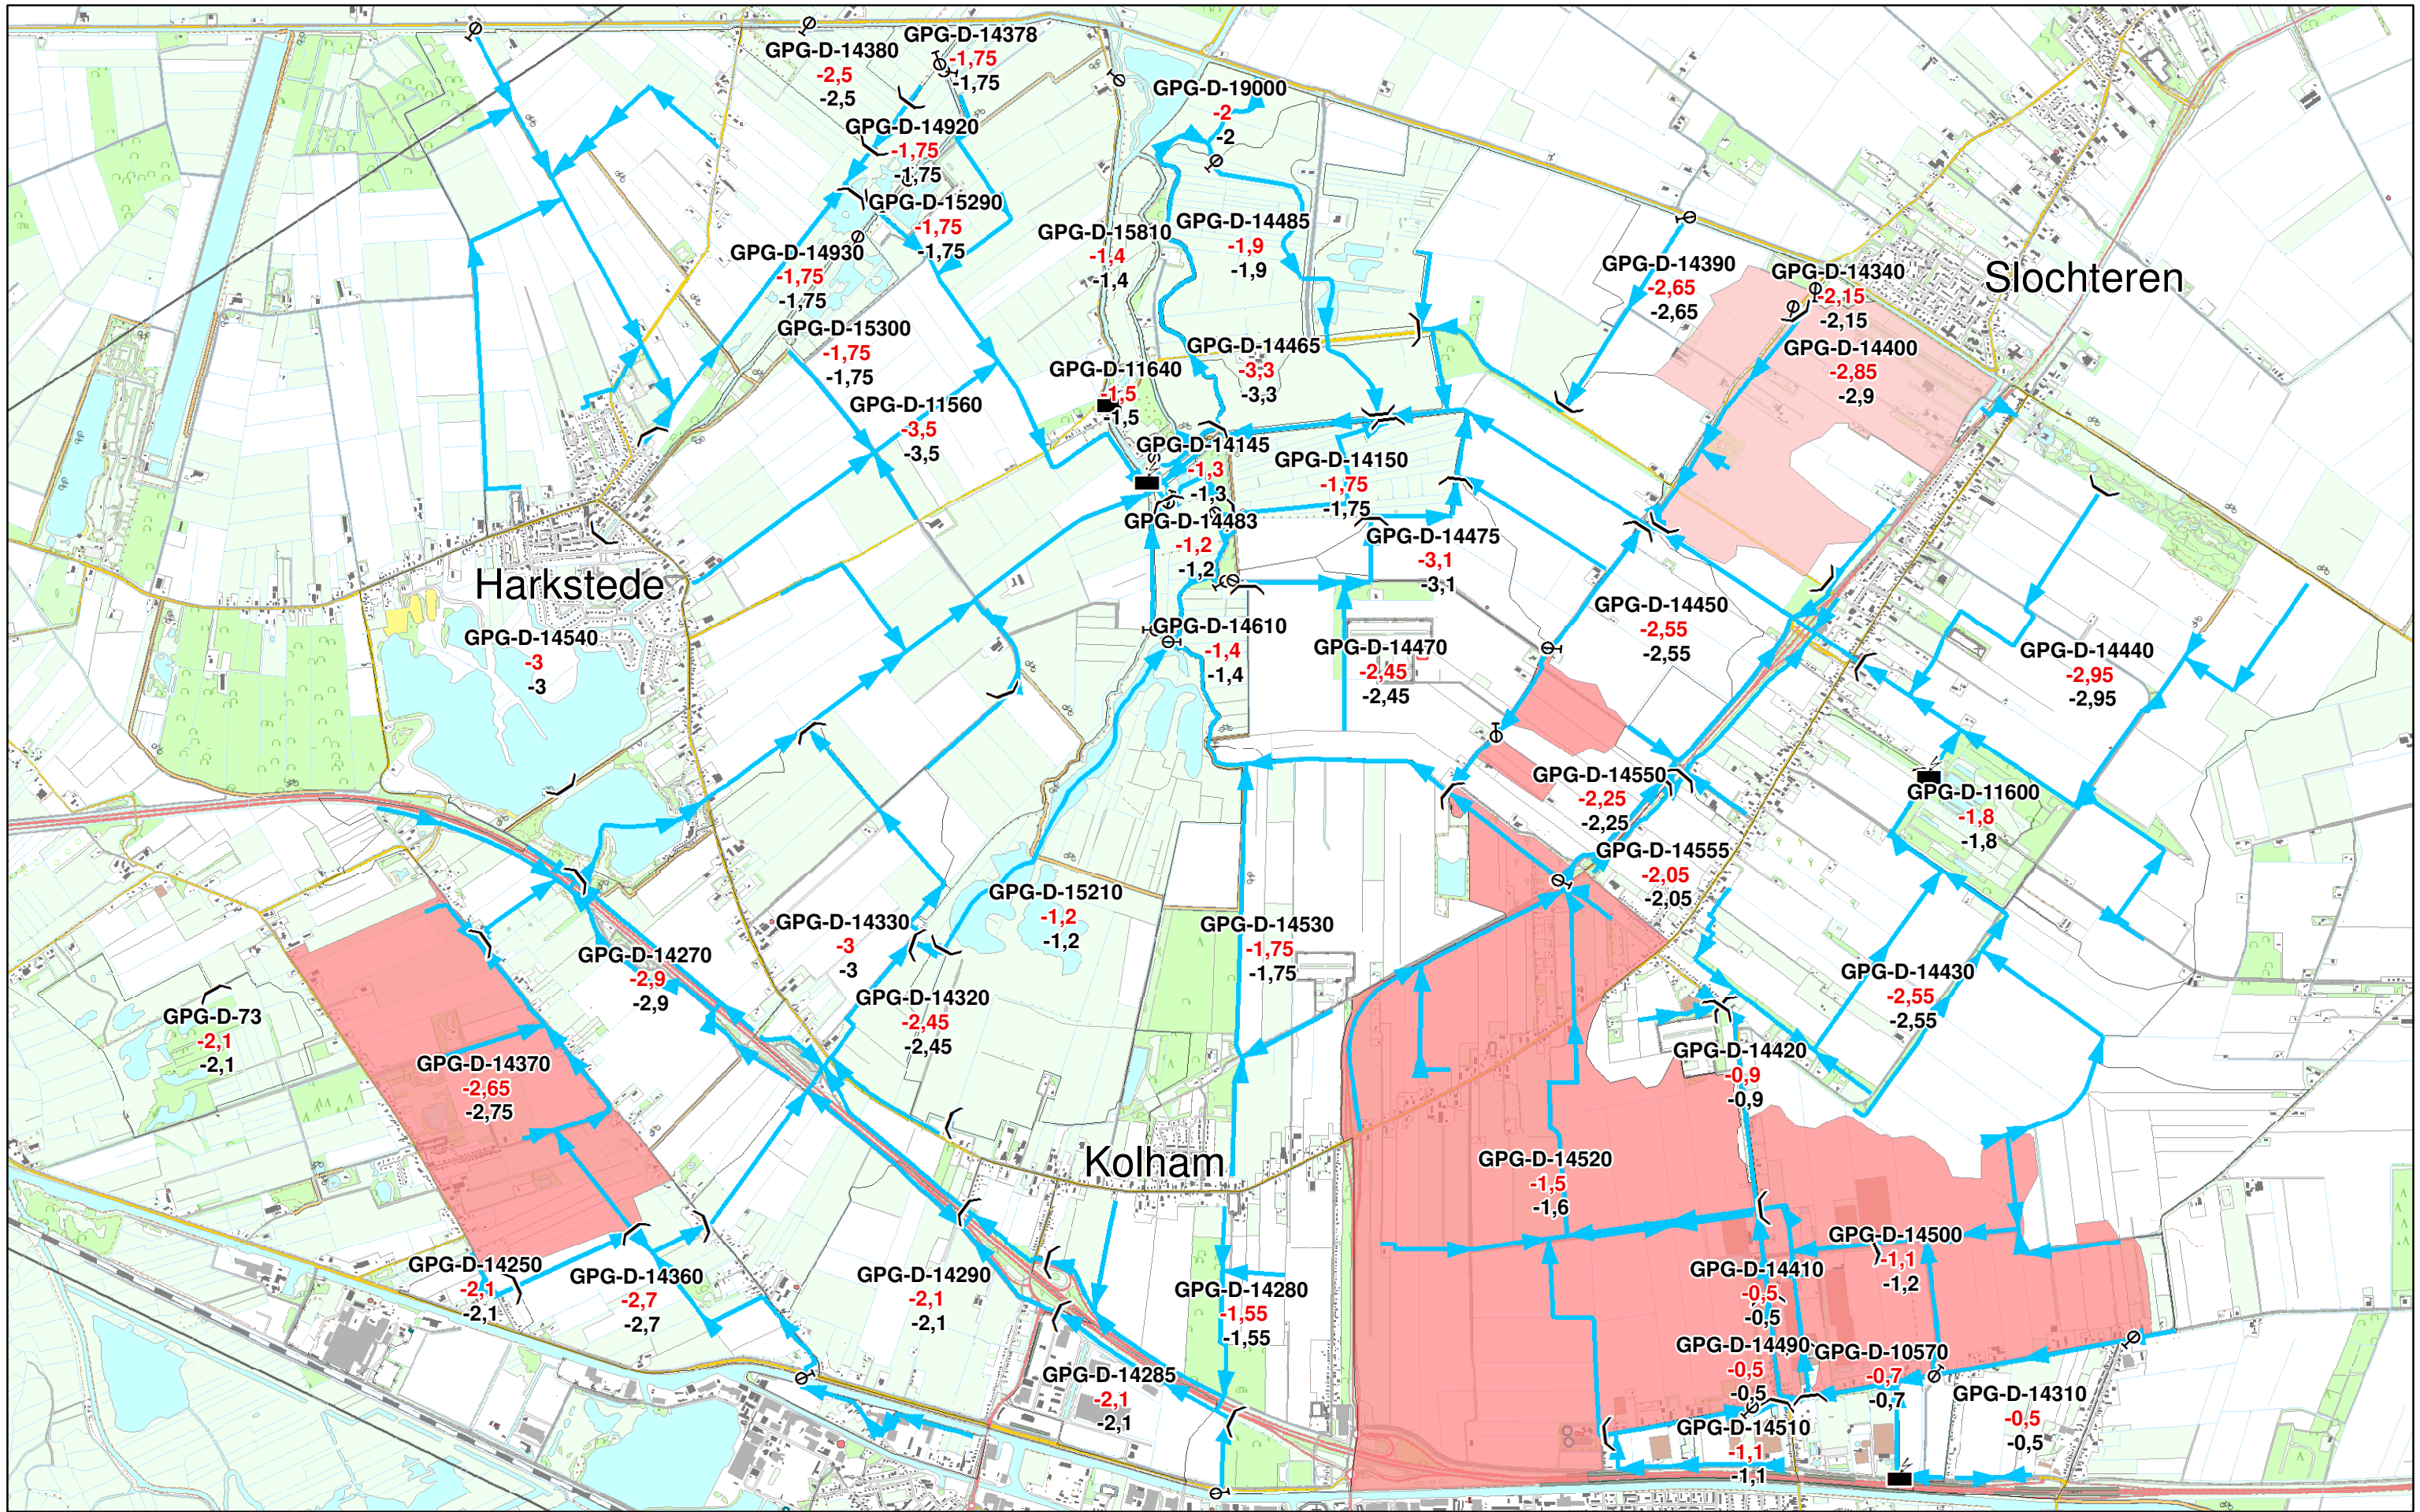 GPG-D-14378
-1,75
-1,75
GPG-D-14380
-2,5
-2,5
GPG-D-19000
-2
-2
GPG-D-14920
-1,75
-1,75
GPG-D-15290
-1,75
-1,75
GPG-D-14485
-1,9
-1,9
GPG-D-15810
-1,4
-1,4
GPG-D-14930
-1,75
-1,75
GPG-D-14390
-2,65
-2,65
GPG-D-14340
-2,15
-2,15
Slochteren
GPG-D-15300
-1,75
-1,75
GPG-D-14465
-3,3
-3,3
GPG-D-14400
-2,85
-2,9
GPG-D-11640
-1,5
-1,5
GPG-D-11560
-3,5
-3,5
GPG-D-14145
-1,3
-1,3
GPG-D-14150
-1,75
-1,75
GPG-D-14483
-1,2
-1,2
GPG-D-14475
-3,1
-3,1
Harkstede
GPG-D-14540
-3
-3
GPG-D-14610
-1,4
-1,4
GPG-D-14450
-2,55
-2,55
GPG-D-14470
-2,45
-2,45
GPG-D-14440
-2,95
-2,95
GPG-D-14550
-2,25
-2,25
GPG-D-11600
-1,8
-1,8
GPG-D-14555
-2,05
-2,05
GPG-D-15210
-1,2
-1,2
GPG-D-14330
-3
-3
GPG-D-14530
-1,75
-1,75
GPG-D-14270
-2,9
-2,9
GPG-D-14430
-2,55
-2,55
GPG-D-14320
-2,45
-2,45
GPG-D-73
-2,1
-2,1
GPG-D-14370
-2,65
-2,75
GPG-D-14420
-0,9
-0,9
Kolham
GPG-D-14520
-1,5
-1,6
GPG-D-14500
-1,1
-1,2
GPG-D-14250
-2,1
-2,1
GPG-D-14360
-2,7
-2,7
GPG-D-14290
-2,1
-2,1
GPG-D-14280
-1,55
-1,55
GPG-D-14410
-0,5
-0,5
GPG-D-14490
-0,5
-0,5
GPG-D-10570
-0,7
-0,7
GPG-D-14285
-2,1
-2,1
GPG-D-14310
-0,5
-0,5
GPG-D-14510
-1,1
-1,1